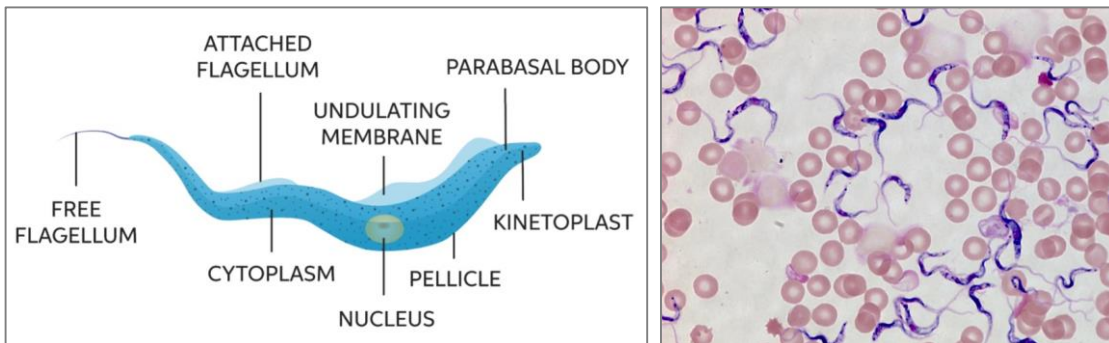 ATTACHED
FLAGELLUM
PARABASAL BODY
UNDULATING
MEMBRANE
FREE
FLAGELLUM
KINETOPLAST
CYTOPLASM
PELLICLE
NUCLEUS